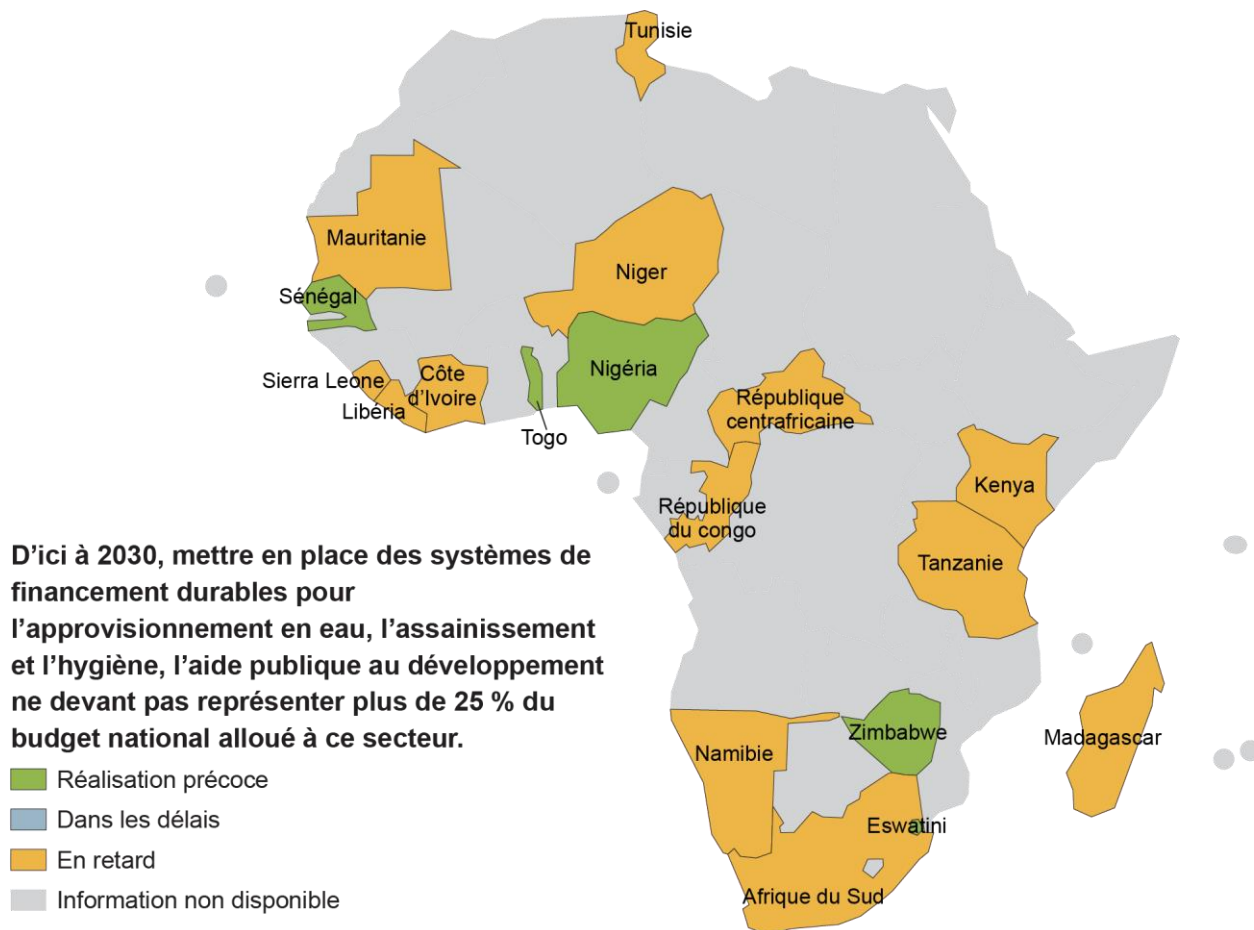 Tunisie
Mauritanie
Niger
Sénégal
Nigéria
Sierra Leone
Côte
d’Ivoire
Libéria
Togo
République
centrafricaine
Kenya
République
du congo
Tanzanie
D’ici à 2030, mettre en place des systèmes de
financement durables pour
l’approvisionnement en eau, l’assainissement
et l’hygiène, l’aide publique au développement
ne devant pas représenter plus de 25 % du
budget national alloué à ce secteur.
Zimbabwe
Namibie
Madagascar
Eswatini
Afrique du Sud
Réalisation précoce
Dans les délais
En retard
Information non disponible